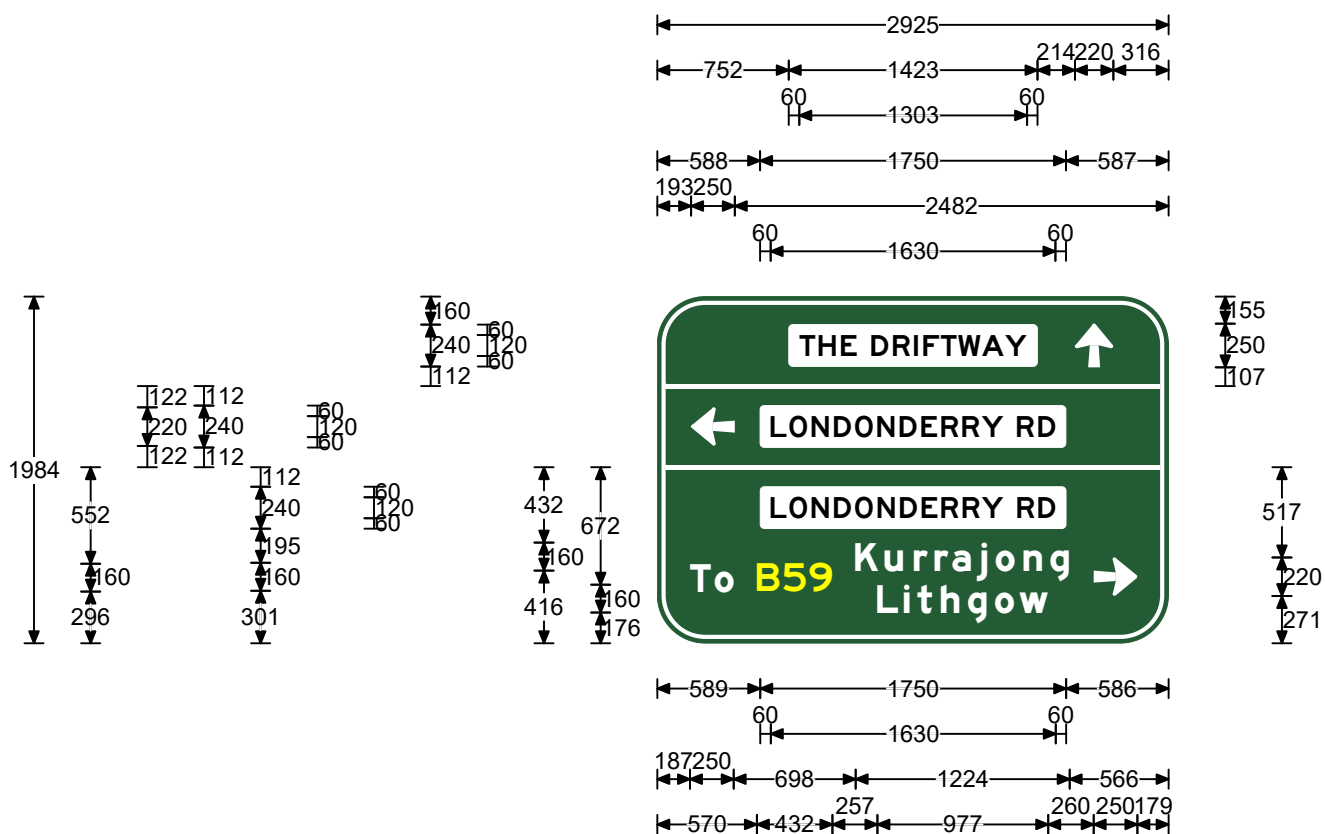 2925
752 1423 214 220 316
60 1303 60
588 1750 587
193 250 2482
60 1630 60
160 60 155
240 120 250
112 60 107
THE DRIFTWAY
122 112 60
220 240 120
122 112 60
LONDONDERRY RD
1984
552 112 60 432 672 517
240 120
195 60
160 160 160 160 220
296 301 416 176 271
LONDONDERRY RD
To B59 Kurrajong
Lithgow
589 1750 586
60 1630 60
187 250 698 1224 566
570 432 257 977 260 250 179